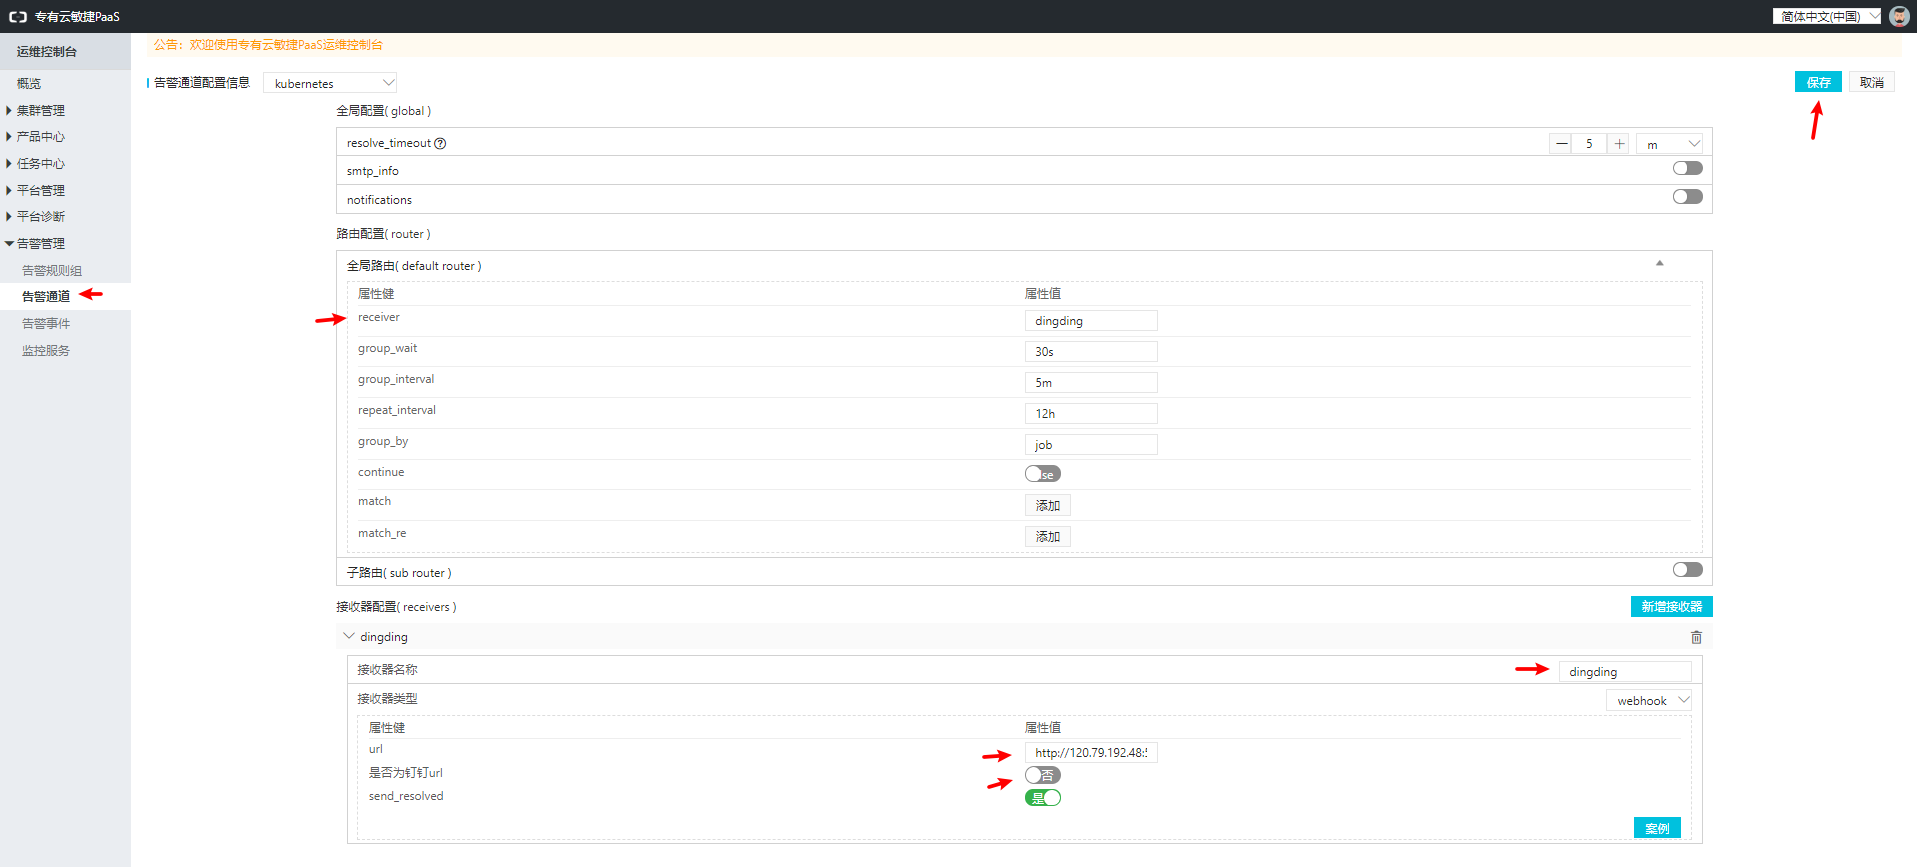 专有云敏捷PaaS
简体中文(中国)
运维控制台
概览
集群管理
产品中心
任务中心
平台管理
平台诊断
告警管理
告警规则组
告警通道
告警事件
监控服务
公告：欢迎使用专有云敏捷PaaS运维控制台
告警通道配置信息 kubernetes
保存 取消
全局配置( global )
resolve_timeout 5 m
smtp_info
notifications
路由配置( router )
全局路由( default router )
属性健 属性值
receiver dingding
group_wait 30s
group_interval 5m
repeat_interval 12h
group_by job
continue se
match 添加
match_re 添加
子路由( sub router )
接收器配置( receivers ) 新增接收器
dingding
接收器名称 dingding
接收器类型 webhook
属性健 属性值
url http://120.79.192.48:
是否为钉钉url 否
send_resolved 是
案例